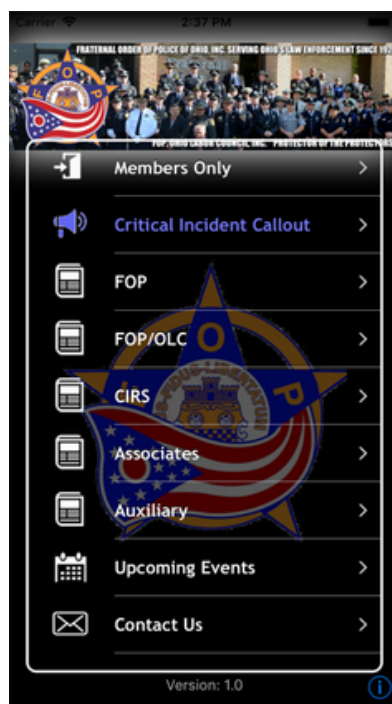 Carrier 2:37 PM
FRATERNAL ORDER OF POLICE OF OHIO, INC. SERVING OHIO'S LAW ENFORCEMENT SINCE
F O P
FOP, OHIO LABOR COUNCIL, INC. PROTECTOR OF THE PROTECTORS
Members Only
Critical Incident Callout
FOP
FOP/OLC
CIRS
Associates
Auxiliary
Upcoming Events
Contact Us
F O P
Version: 1.0